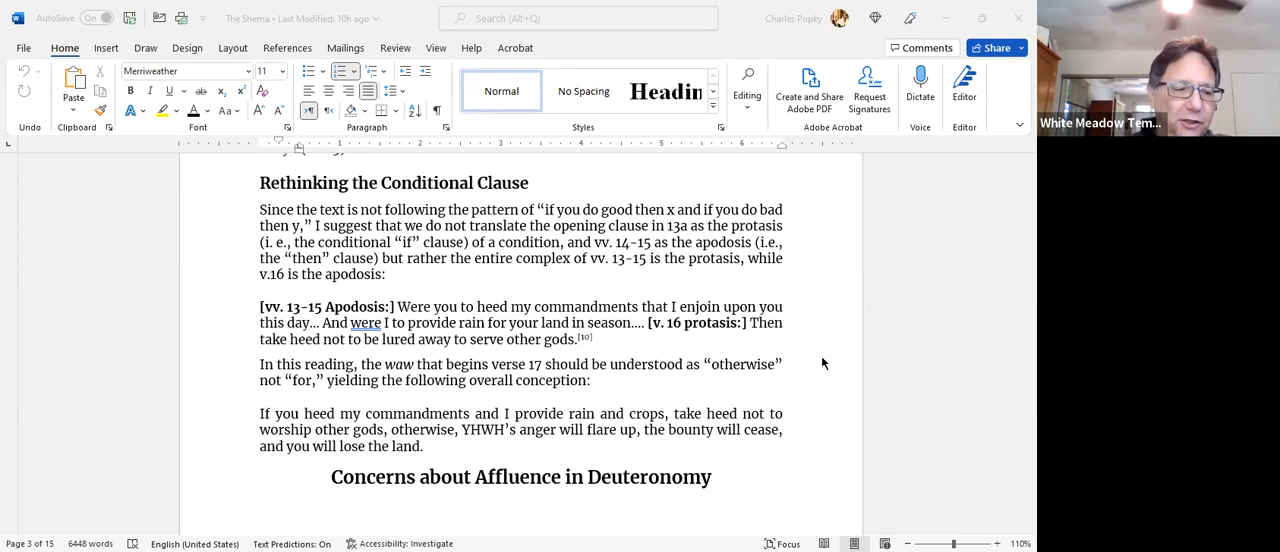 AutoSave On
The Shema • Last Modified: 10h ago
Search (Alt+Q)
Charles Popky
File Home Insert Draw Design Layout References Mailings Review View Help Acrobat
Comments Share
Paste
Merriweather 11
Normal
No Spacing
Headin
Editing
Create and Share
Adobe PDF
Request
Signatures
Dictate
Editor
Undo Clipboard Font Paragraph Styles Adobe Acrobat Voice Editor
White Meadow Tem...
1 2 3 4 5 6
Rethinking the Conditional Clause
Since the text is not following the pattern of “if you do good then x and if you do bad
then y,” I suggest that we do not translate the opening clause in 13a as the protasis
(i. e., the conditional “if” clause) of a condition, and vv. 14-15 as the apodosis (i.e.,
the “then” clause) but rather the entire complex of vv. 13-15 is the protasis, while
v.16 is the apodosis:
[vv. 13-15 Apodosis:] Were you to heed my commandments that I enjoin upon you
this day… And were I to provide rain for your land in season…. [v. 16 protasis:] Then
take heed not to be lured away to serve other gods.[10]
In this reading, the waw that begins verse 17 should be understood as “otherwise”
not “for,” yielding the following overall conception:
If you heed my commandments and I provide rain and crops, take heed not to
worship other gods, otherwise, YHWH’s anger will flare up, the bounty will cease,
and you will lose the land.
Concerns about Affluence in Deuteronomy
Page 3 of 15 6448 words English (United States) Text Predictions: On Accessibility: Investigate Focus 110%